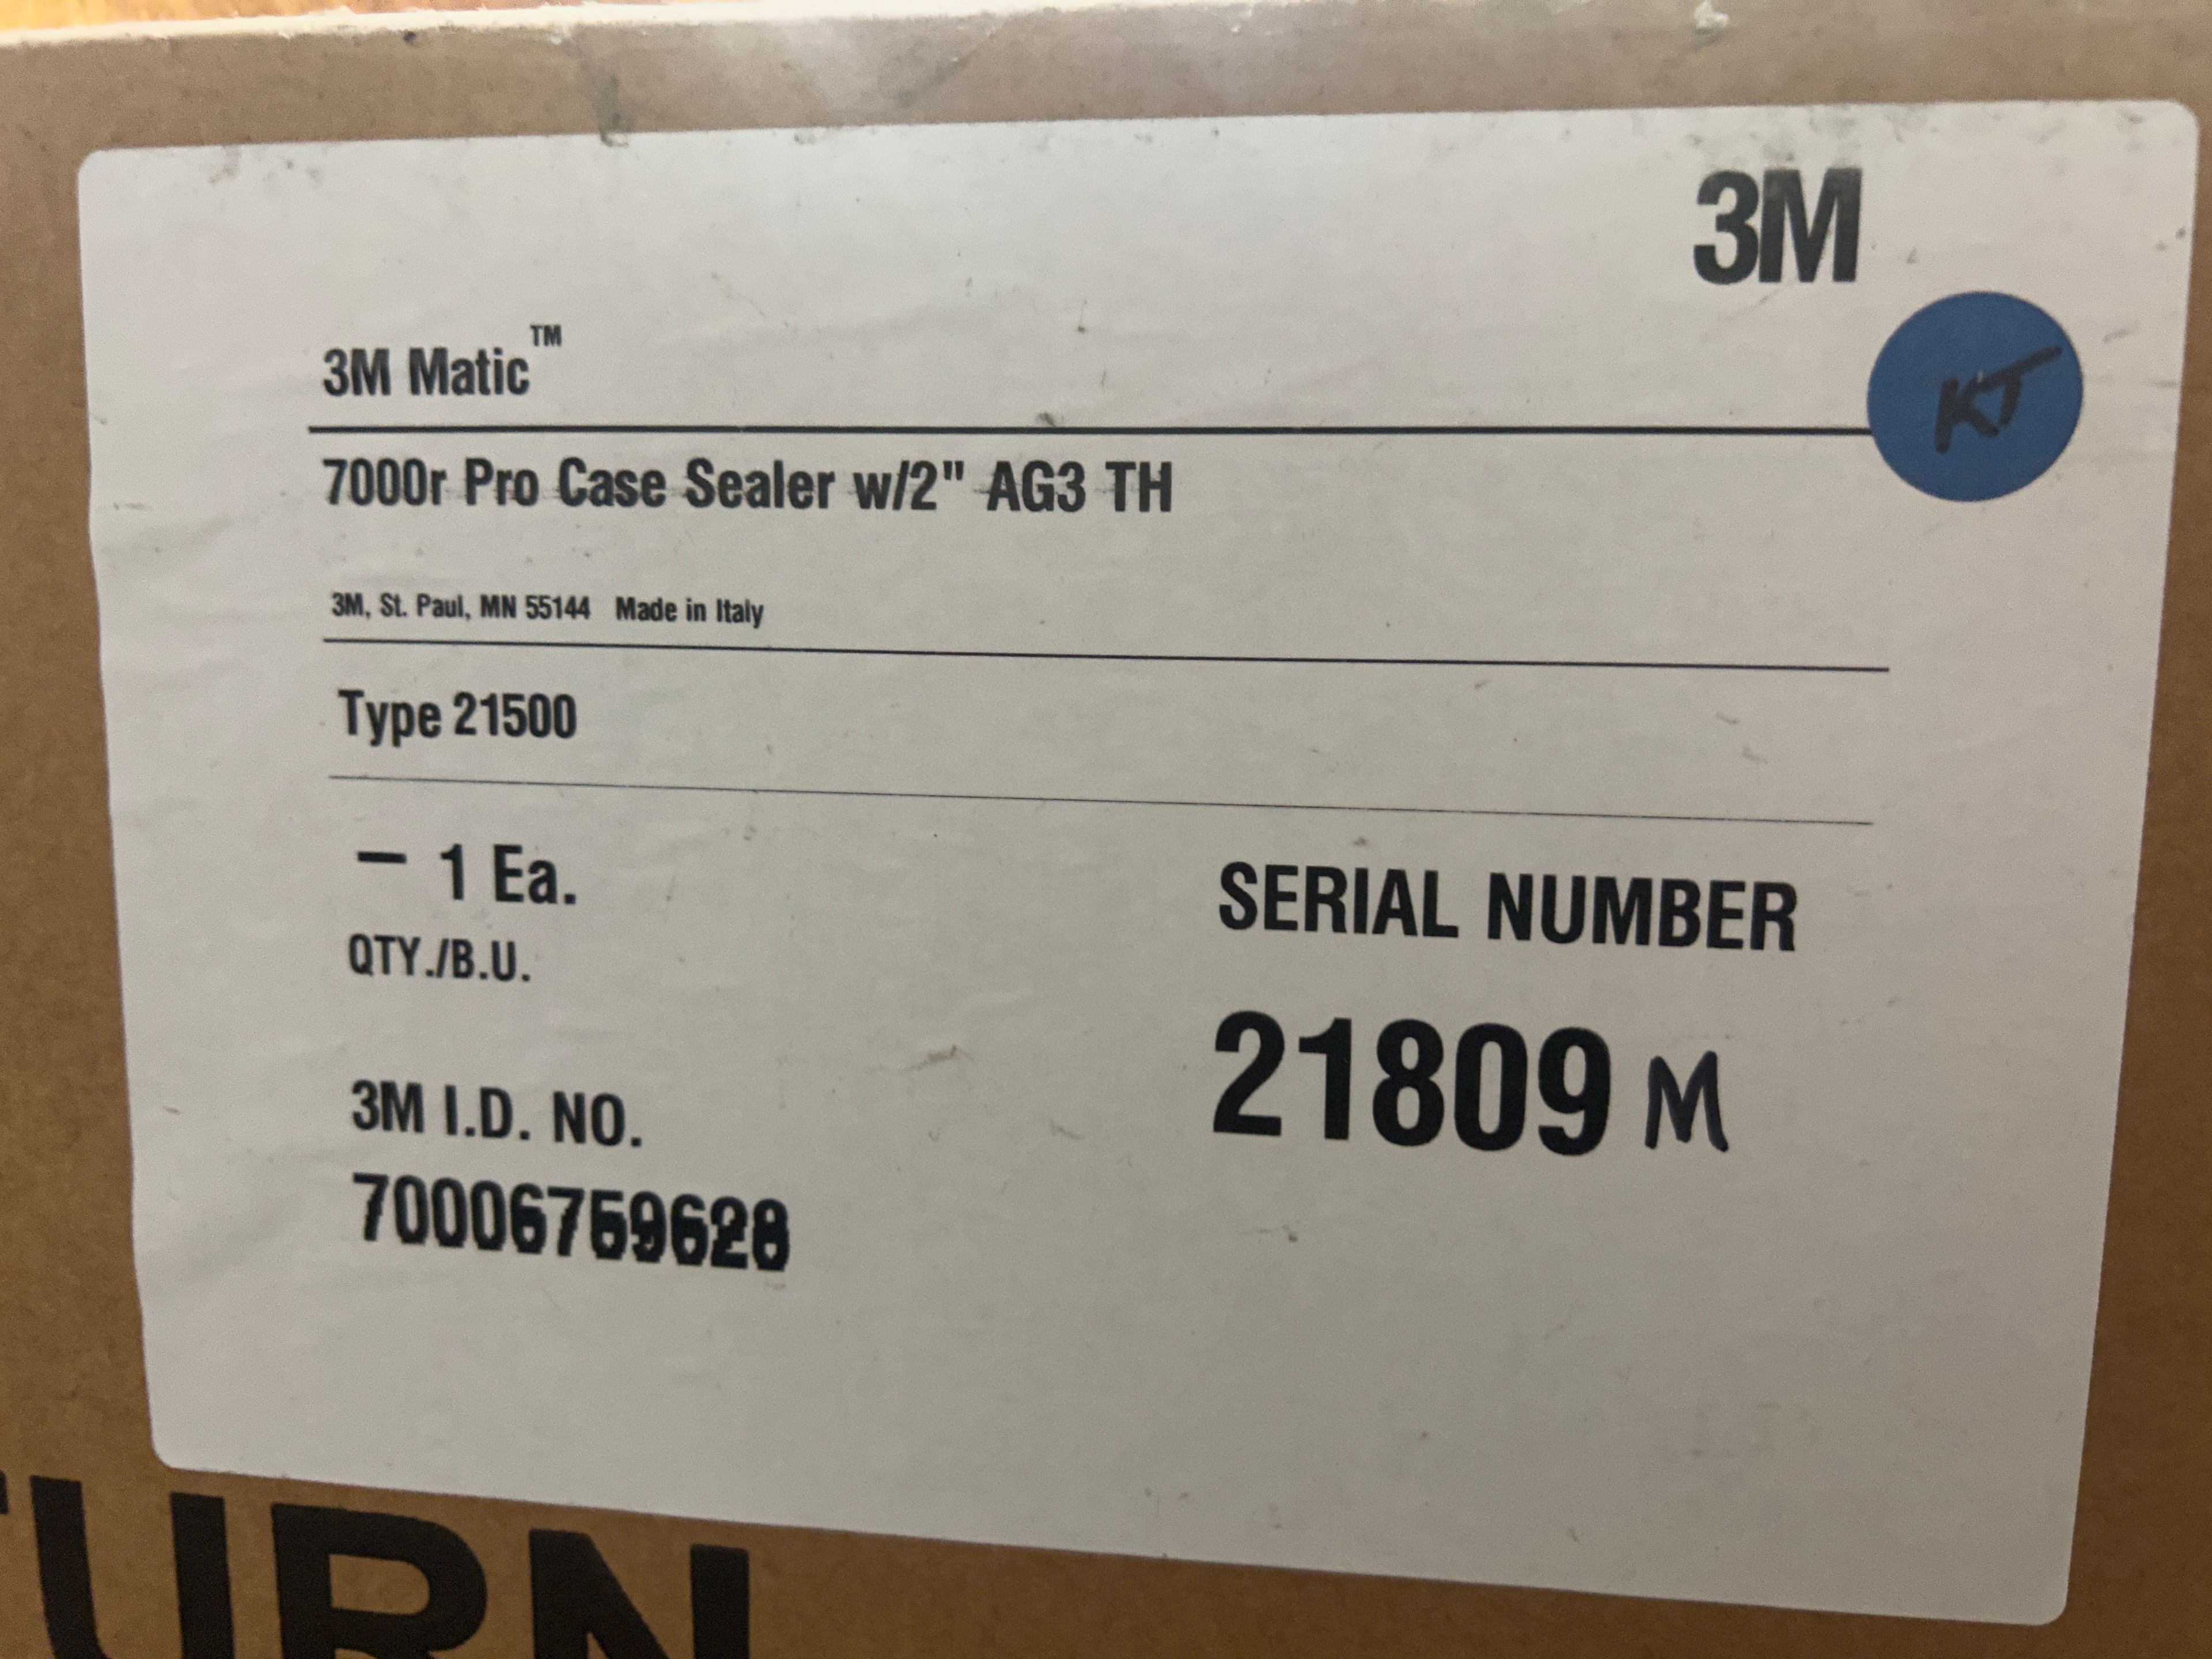 3M
3M Matic™
KT
7000r Pro Case Sealer w/2" AG3 TH
3M, St. Paul, MN 55144 Made in Italy
Type 21500
– 1 Ea.
QTY./B.U.
SERIAL NUMBER
21809 M
3M I.D. NO.
TURN